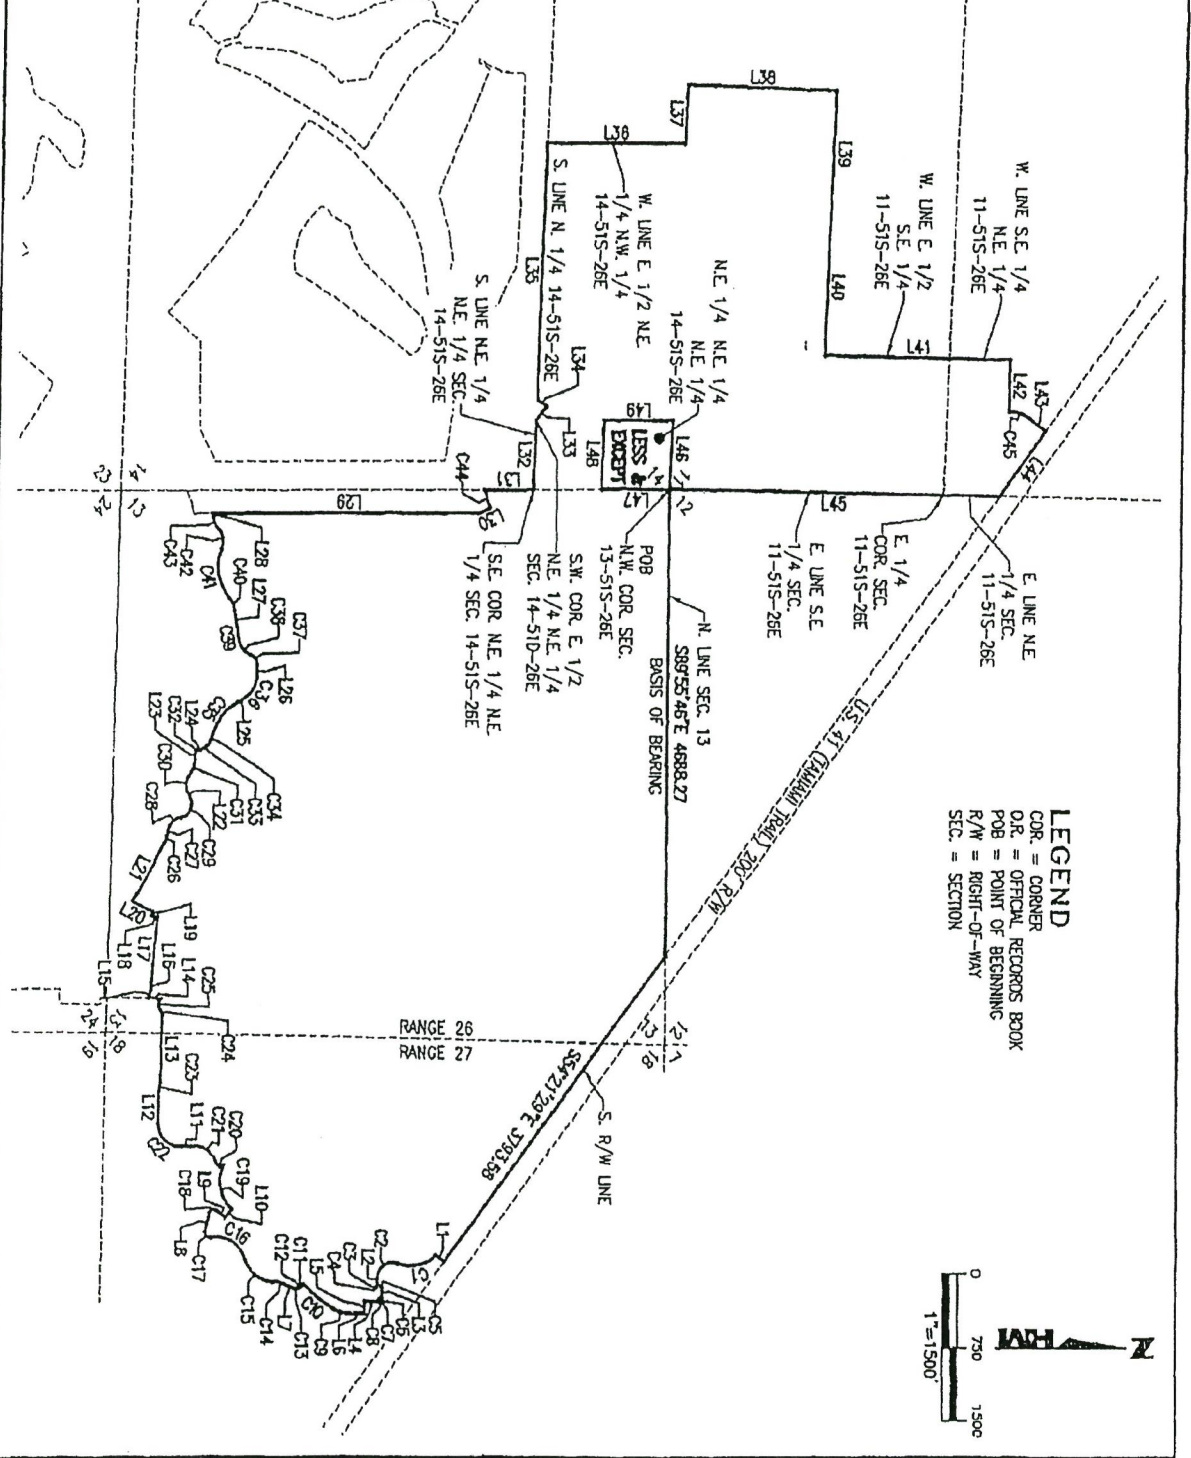 LEGEND
COR. = CORNER
O.R. = OFFICIAL RECORDS BOOK
POB = POINT OF BEGINNING
R/W = RIGHT-OF-WAY
SEC. = SECTION
Z
HM
0 750 1500
1"=1500'
W. LINE S.E. 1/4
N.E. 1/4
11-51S-26E
W. LINE E. 1/2
S.E. 1/4
11-51S-26E
E. LINE N.E.
1/4 SEC.
11-51S-26E
E. 1/4
COR. SEC.
11-51S-26E
E. LINE S.E.
1/4 SEC.
11-51S-26E
U.S. 41 (TAMIAMI TRAIL) 200' R/W
N. LINE SEC. 13
S89°55'46"E 4688.27
BASIS OF BEARING
POB
N.W. COR. SEC.
13-51S-26E
N.E. 1/4 N.E. 1/4
N.E. 1/4
14-51S-26E
W. LINE E. 1/2 N.E.
1/4 N.W. 1/4
14-51S-26E
LESS &
EXCEPT
S. LINE N. 1/4 14-51S-26E
S. LINE N.E. 1/4
N.E. 1/4 SEC.
14-51S-26E
S.W. COR. E. 1/2
N.E. 1/4 N.E. 1/4
SEC. 14-51D-26E
S.E. COR. N.E. 1/4 N.E.
1/4 SEC. 14-51S-26E
S. R/W LINE
S54°21'29"E 3793.58
RANGE 26
RANGE 27
12
7
13
18
14
13
23
24
13
18
24
19
L38
L37
L36
L39
L40
L41
L42
L43
C45
L44
L45
L46
L47
L48
L49
L35
L34
L33
L32
L31
L30
C44
L29
L28
C43
C42
C41
C40
L27
C39
C38
C37
L26
C36
L25
C35
C34
C33
L24
C32
L23
C31
C30
L22
C29
C28
C27
C26
L21
L20
L19
L18
L17
L16
L15
L14
C25
C24
L13
C23
L12
C22
L11
C21
C20
C19
L10
L9
C18
L8
C17
C16
C15
C14
L7
C13
C12
C11
C10
C9
L6
L5
L4
C8
C7
C6
L3
C5
C4
C3
L2
C2
C1
L1